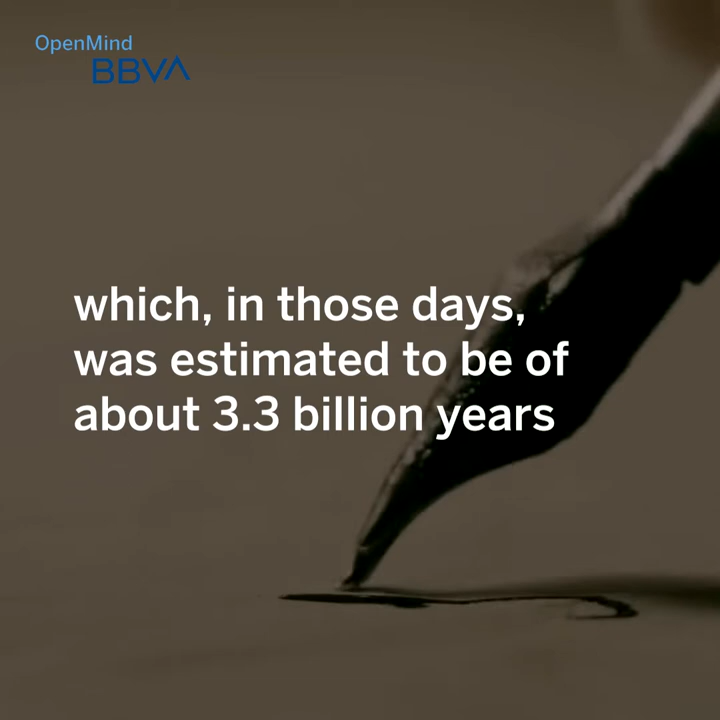 OpenMind
BBVA
which, in those days,
was estimated to be of
about 3.3 billion years